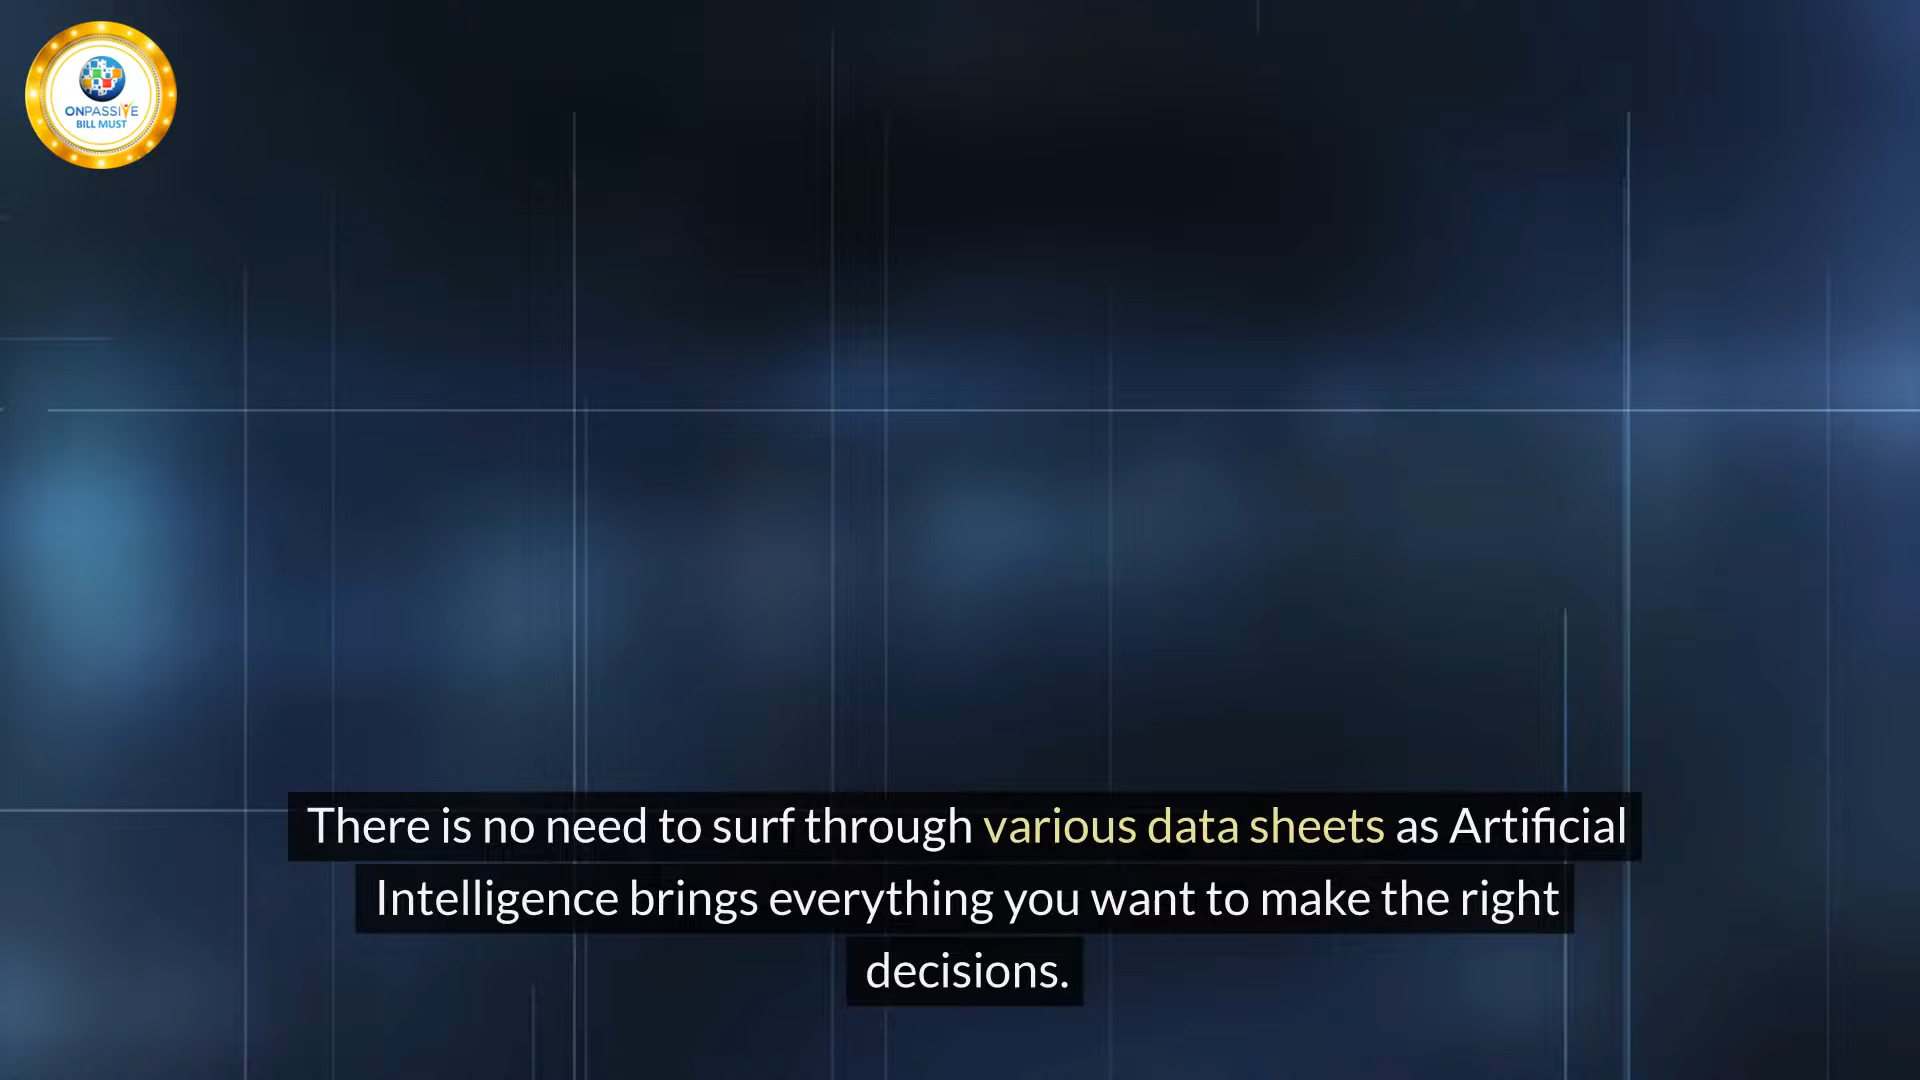 ONPASSIVE
BILL MUST
There is no need to surf through various data sheets as Artificial
Intelligence brings everything you want to make the right
decisions.